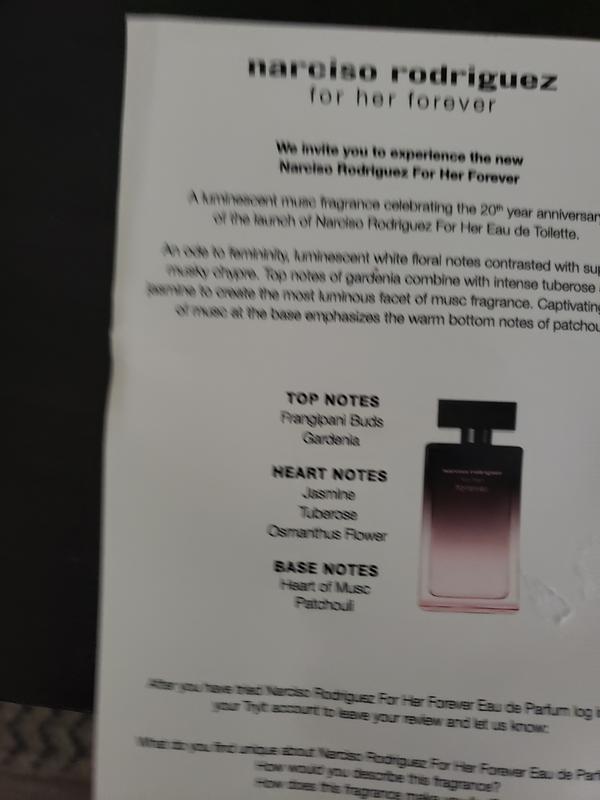 narciso rodriguez
for her forever
We invite you to experience the new
Narciso Rodriguez For Her Forever
A luminescent musc fragrance celebrating the 20th year anniversary
of the launch of Narciso Rodriguez For Her Eau de Toilette.
An ode to femininity, luminescent white floral notes contrasted with
musky chypre. Top notes of gardenia combine with intense tuberose
jasmine to create the most luminous facet of musc fragrance. Captivating
of musc at the base emphasizes the warm bottom notes of
TOP NOTES
Frangipani Buds
Gardenia
HEART NOTES
Jasmine
Tuberose
Osmanthus Flower
BASE NOTES
Heart of Musc
Patchouli
narciso rodriguez
for her
forever
After you have tried Narciso Rodriguez For Her Forever Eau de Parfum log
your TryIt account to leave your review and let us know:
What do you find unique about Narciso Rodriguez For Her Forever Eau de
How would you describe this fragrance?
How does this fragrance make